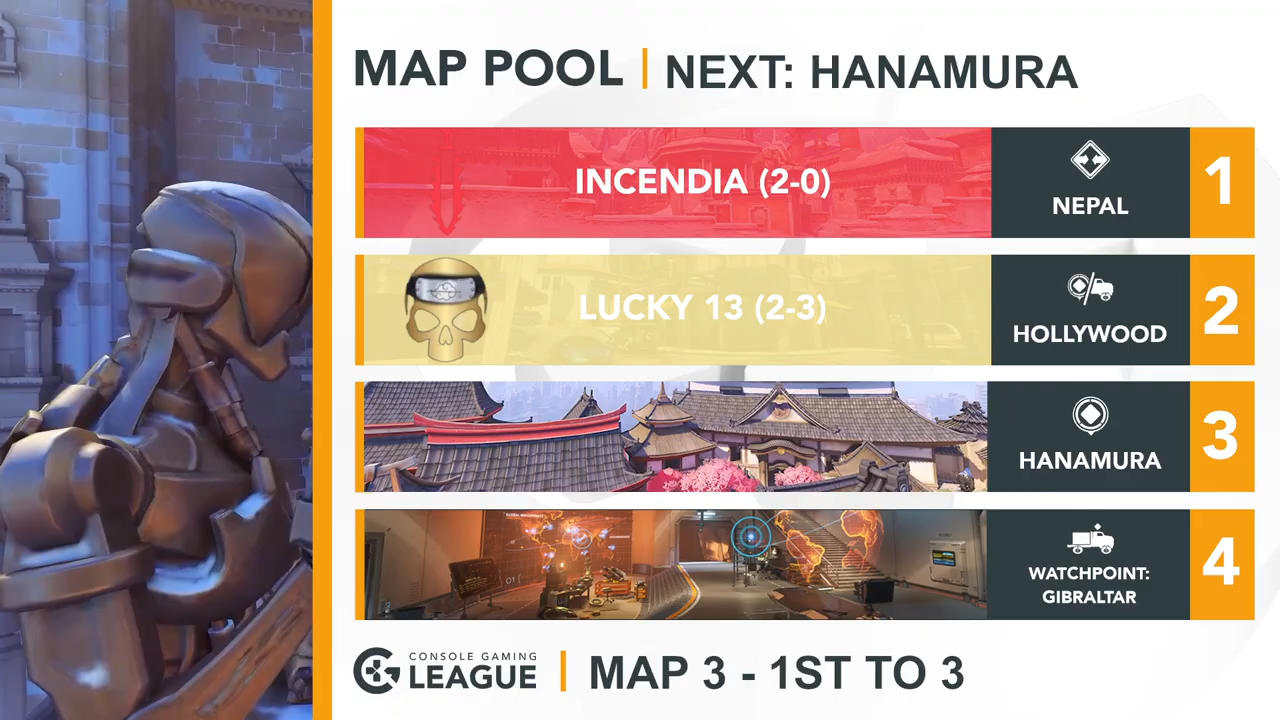 MAP POOL | NEXT: HANAMURA
INCENDIA (2-0)
NEPAL
1
LUCKY 13 (2-3)
HOLLYWOOD
2
HANAMURA
3
WATCHPOINT:
GIBRALTAR
4
CONSOLE GAMING
LEAGUE
MAP 3 - 1ST TO 3